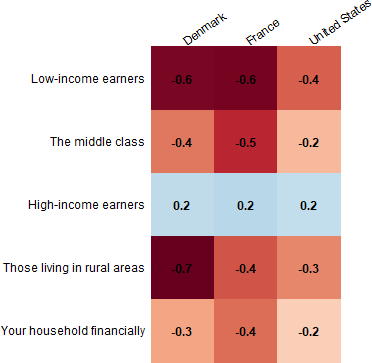 Denmark France United States
Low-income earners -0.6 -0.6 -0.4
The middle class -0.4 -0.5 -0.2
High-income earners 0.2 0.2 0.2
Those living in rural areas -0.7 -0.4 -0.3
Your household financially -0.3 -0.4 -0.2